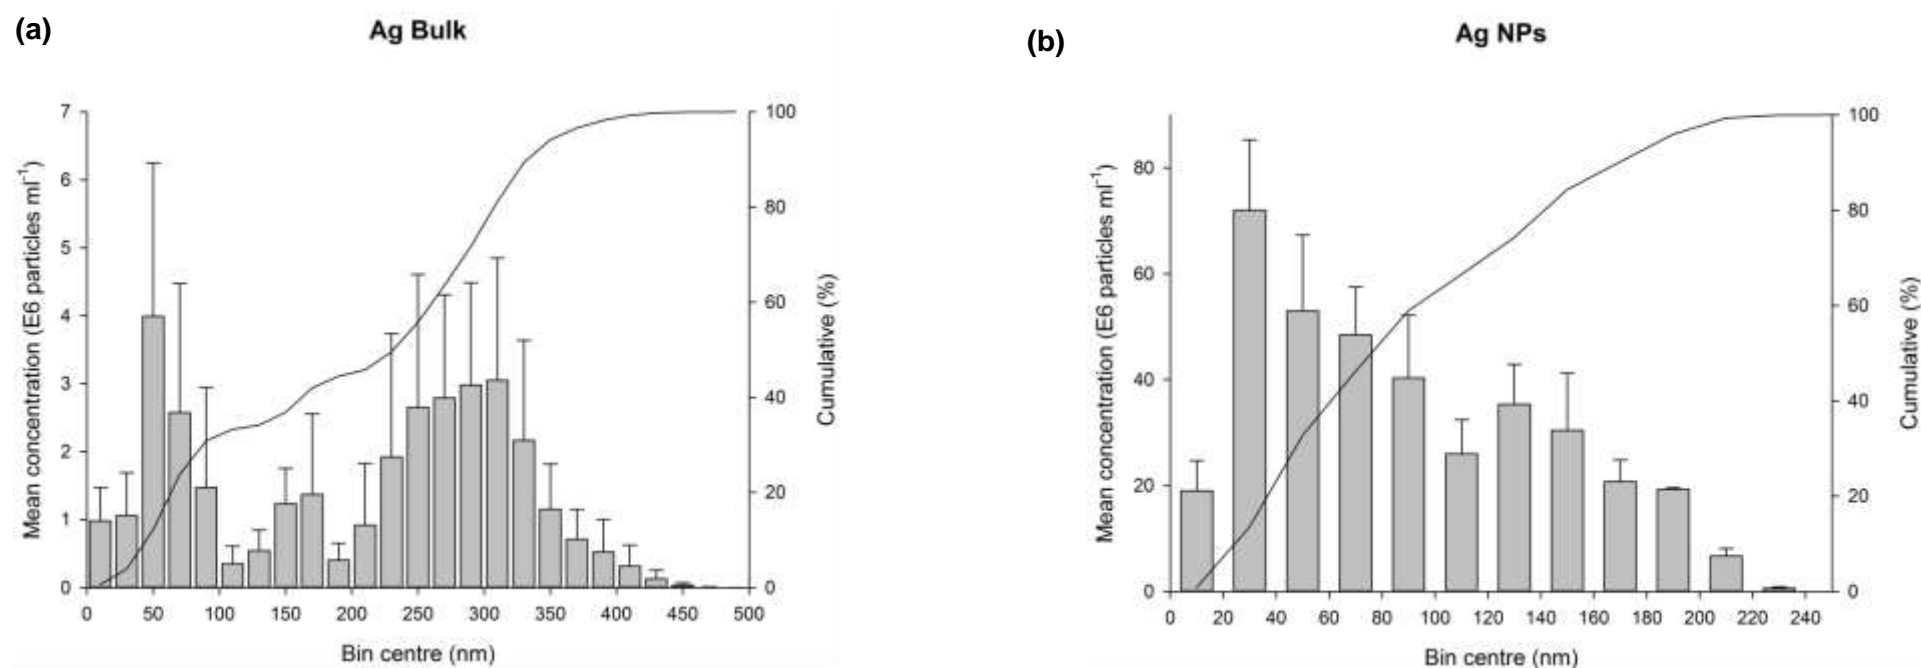 (a)
Ag Bulk
Mean concentration (E6 particles ml⁻¹)
7
6
5
4
3
2
1
0
100
80
60
40
20
0
Cumulative (%)
0 50 100 150 200 250 300 350 400 450 500
Bin centre (nm)
(b)
Ag NPs
Mean concentration (E6 particles ml⁻¹)
80
60
40
20
0
100
80
60
40
20
0
Cumulative (%)
0 20 40 60 80 100 120 140 160 180 200 220 240
Bin centre (nm)